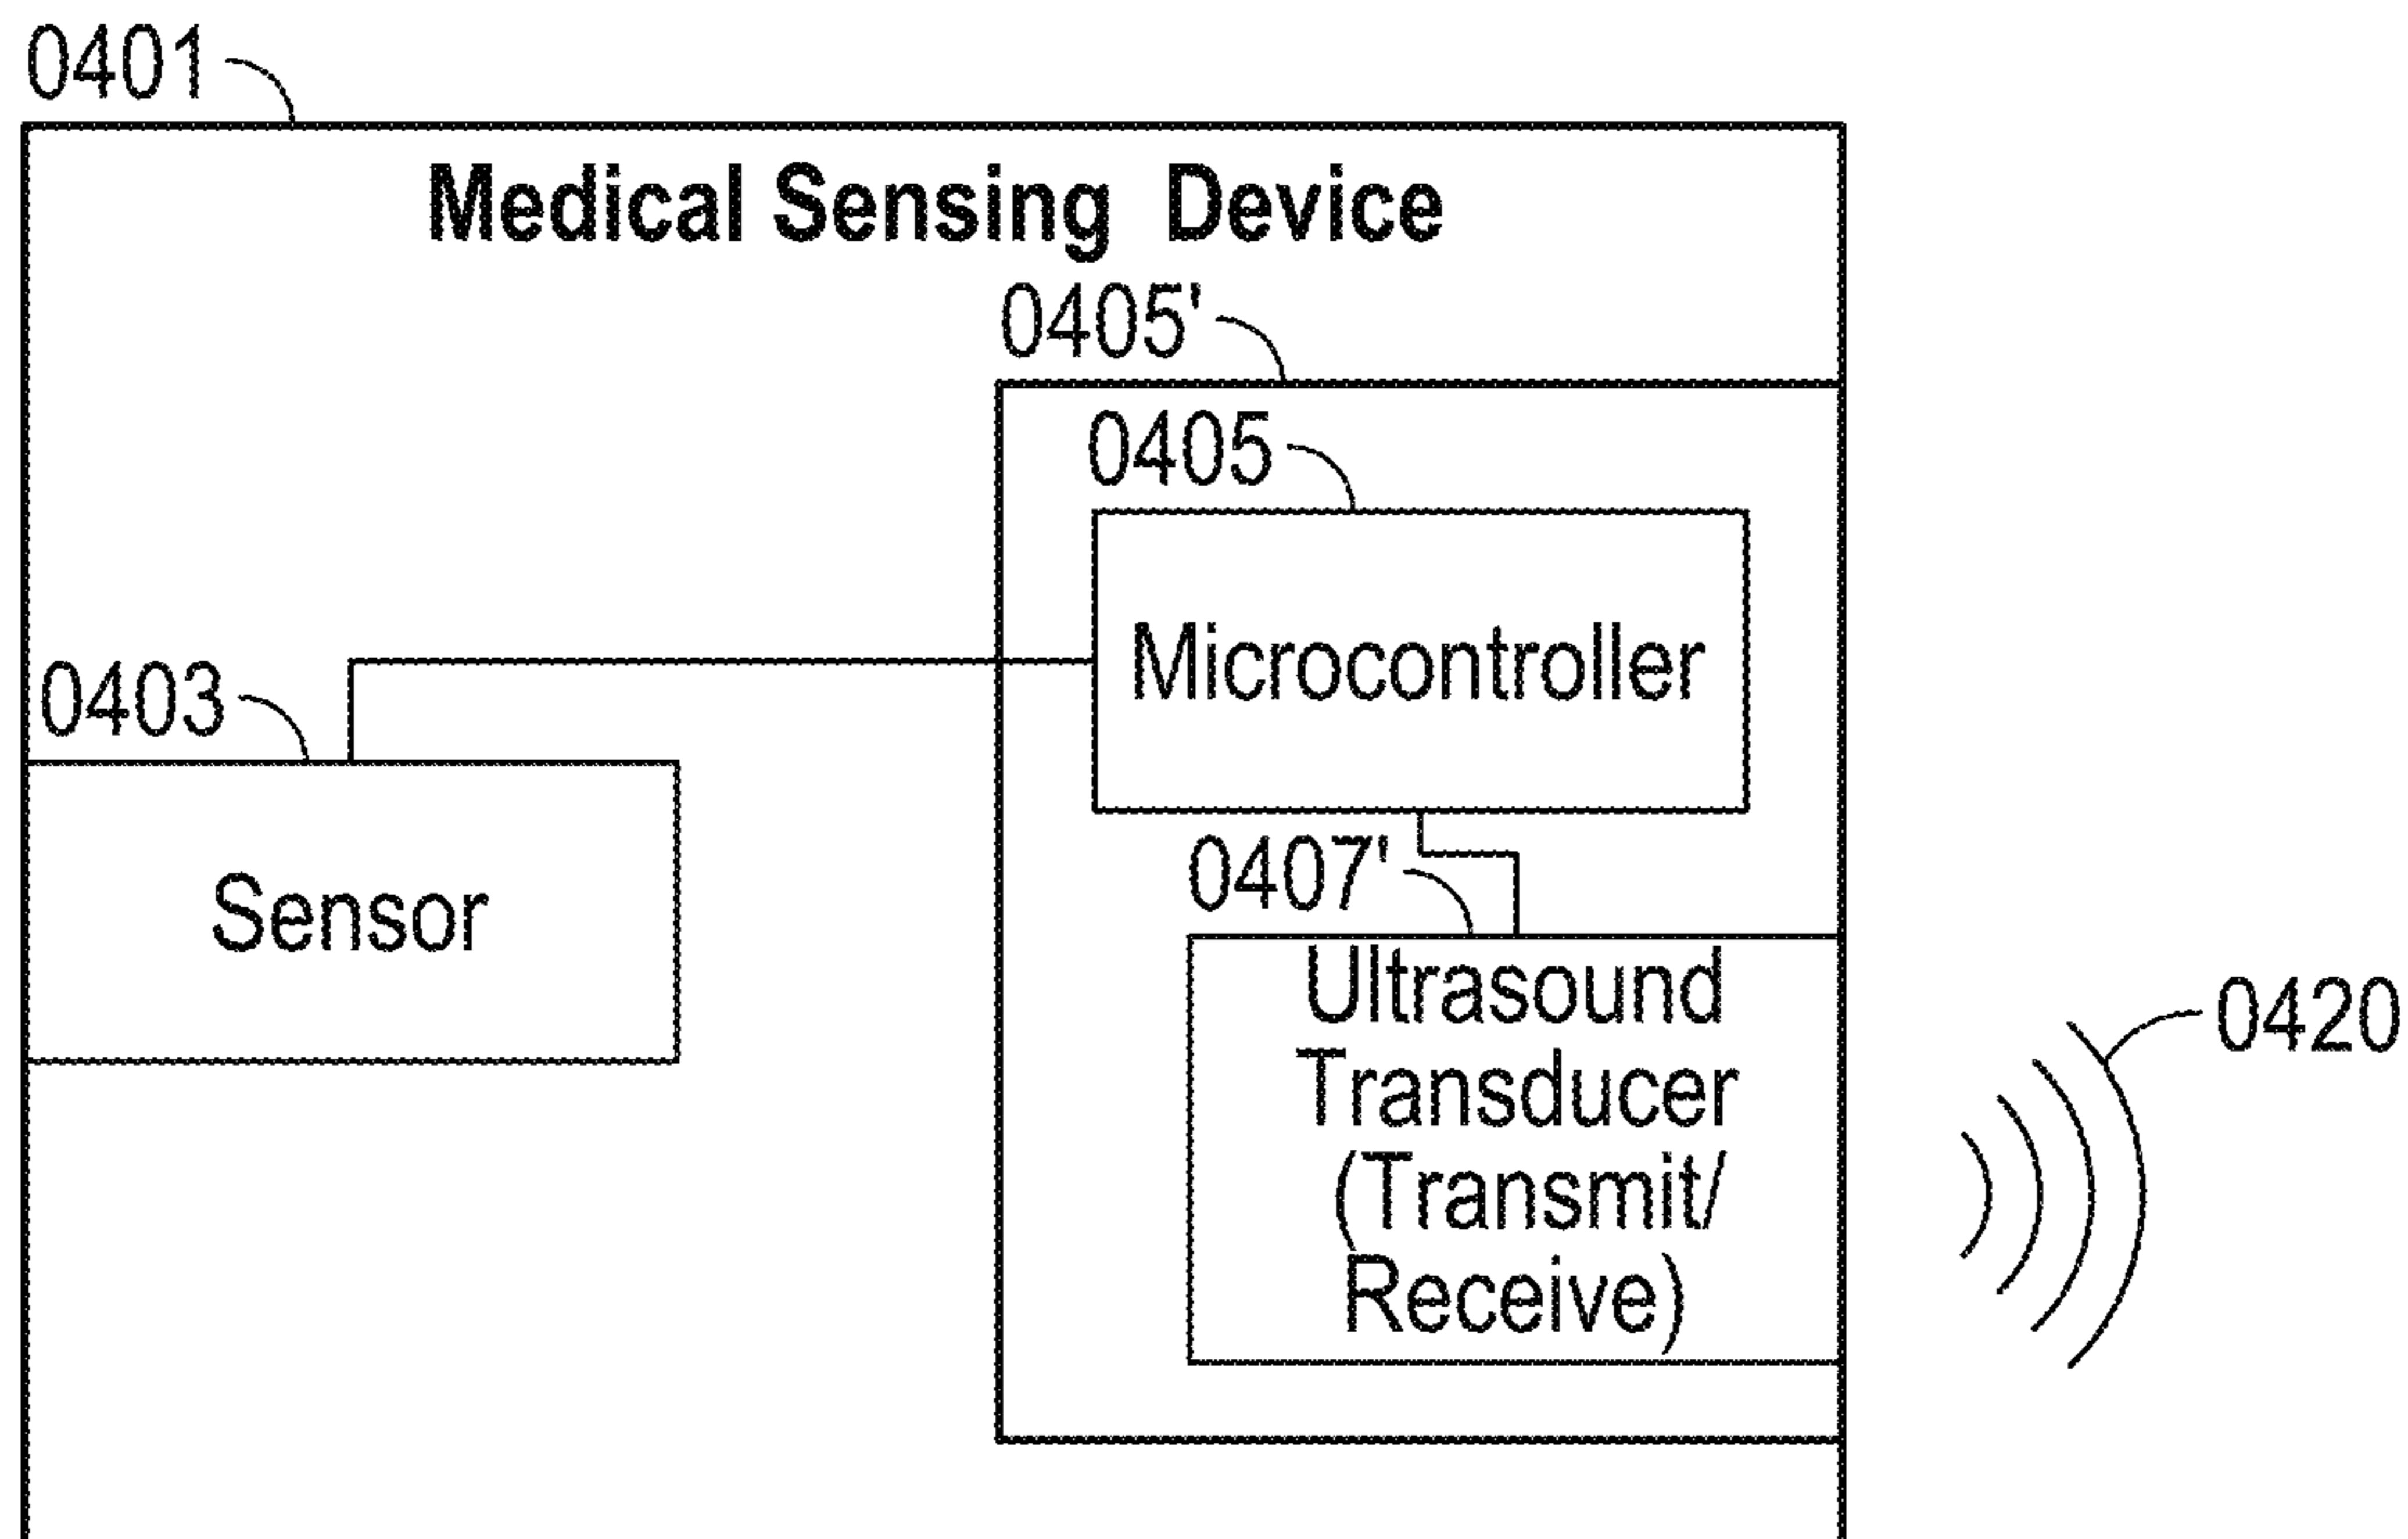 0401
Medical Sensing Device
0405'
0405
Microcontroller
0403
Sensor
0407'
Ultrasound
Transducer
(Transmit/
Receive)
0420